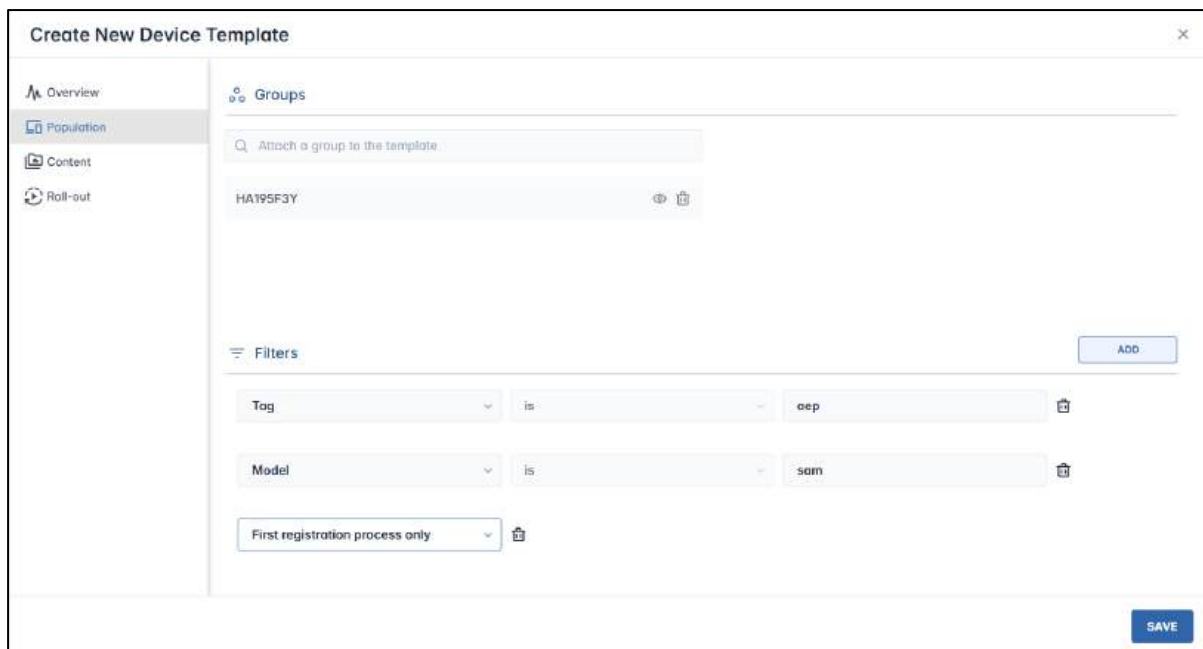 Create New Device Template
Overview
Population
Content
Roll-out
Groups
Attach a group to the template
HA195F3Y
Filters
ADD
Tag is aep
Model is sam
First registration process only
SAVE